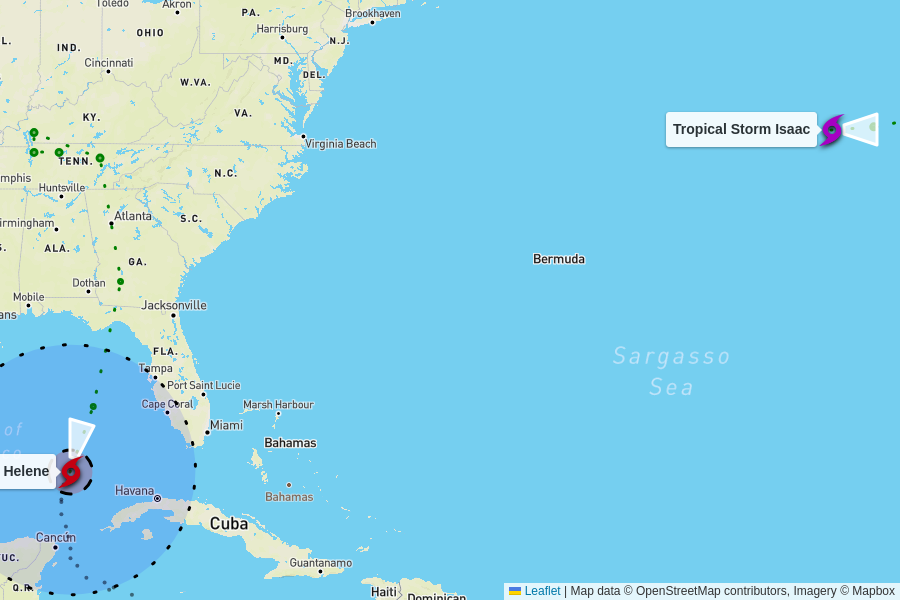 Toledo
Akron
PA.
Brookhaven
OHIO
Harrisburg
N.J.
IND.
Cincinnati
MD.
DEL.
W.VA.
KY.
VA.
Tropical Storm Isaac
Virginia Beach
TENN.
mphis
Huntsville
N.C.
irmingham
Atlanta
S.C.
ALA.
GA.
Bermuda
Dothan
Mobile
Jacksonville
FLA.
Sargasso
Sea
Tampa
Port Saint Lucie
Cape Coral
Marsh Harbour
Miami
of
Bahamas
Helene
Havana
Bahamas
Cuba
Cancún
Guantanamo
Q.R.
Haiti
Dominican
Leaflet | Map data © OpenStreetMap contributors, Imagery © Mapbox